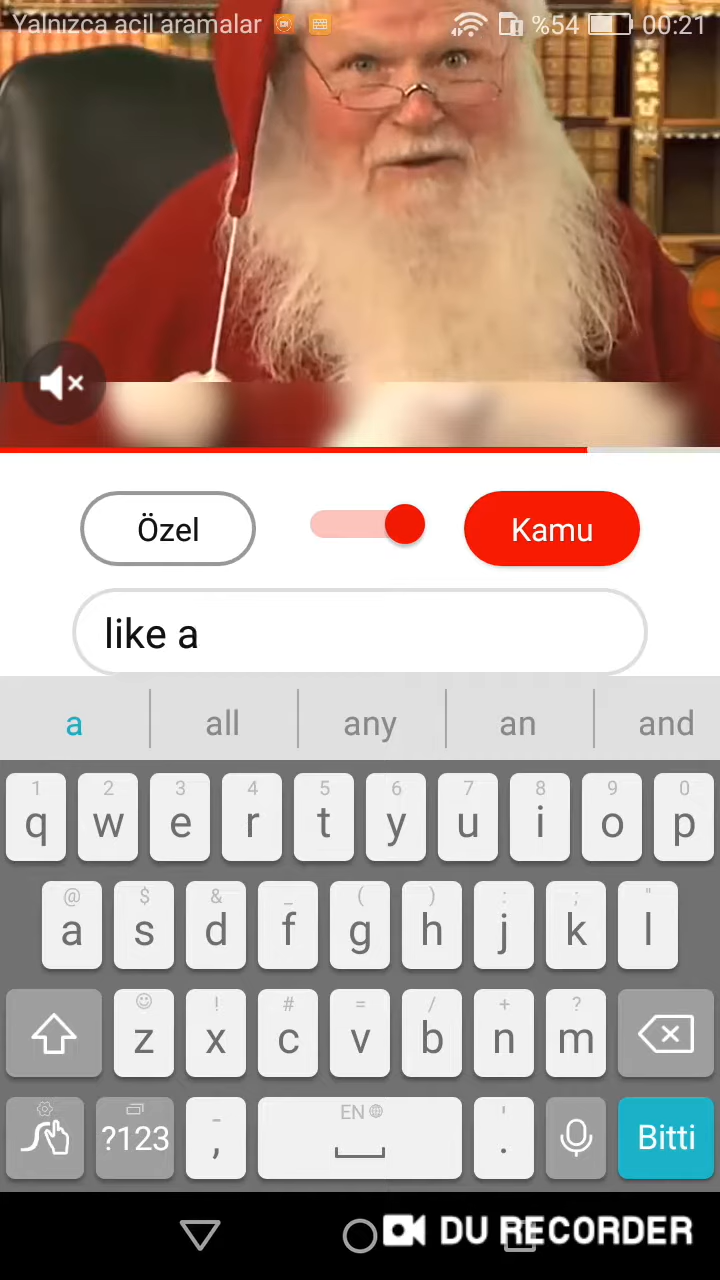 Yalnızca acil aramalar %54 00:21
Özel Kamu
like a
a all any an and
1 2 3 4 5 6 7 8 9 0
q w e r t y u i o p
@ $ & _ ( ) : ; "
a s d f g h j k l
! # = / + ?
z x c v b n m
EN '
?123 , . Bitti
DU RECORDER